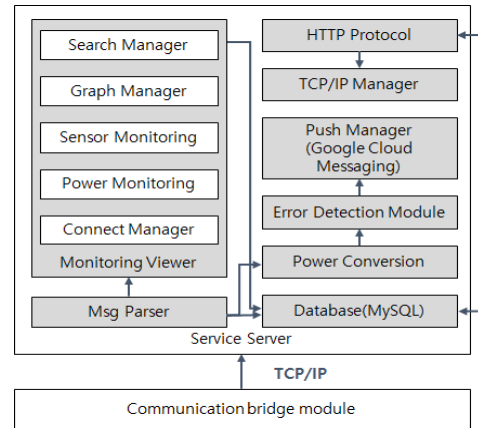 Search Manager
Graph Manager
Sensor Monitoring
Power Monitoring
Connect Manager
Monitoring Viewer
Msg Parser
HTTP Protocol
TCP/IP Manager
Push Manager
(Google Cloud
Messaging)
Error Detection Module
Power Conversion
Database(MySQL)
Service Server
TCP/IP
Communication bridge module